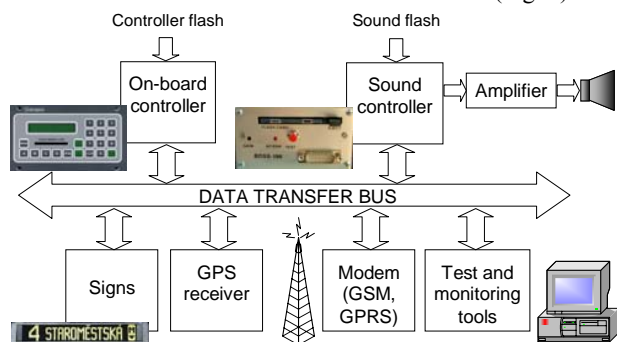 Controller flash
Sound flash
On-board
controller
Sound
controller
Amplifier
DATA TRANSFER BUS
Signs
GPS
receiver
Modem
(GSM,
GPRS)
Test and
monitoring
tools
4 STAROMĚSTSKÁ